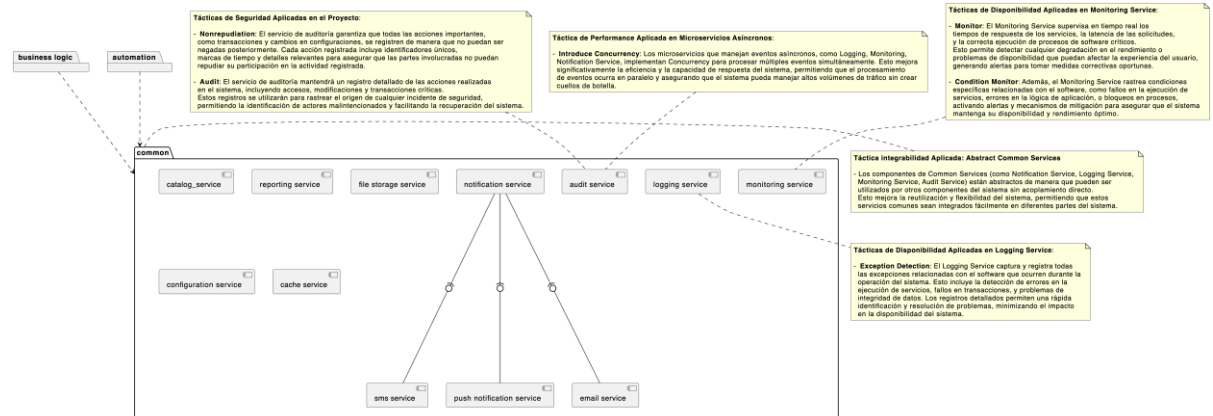 Tácticas de Seguridad Aplicadas en el Proyecto:
- Nonrepudiation: El servicio de auditoría garantiza que todas las acciones importantes,
como transacciones y cambios en configuraciones, se registren de manera que no puedan ser
negadas posteriormente. Cada acción registrada incluye identificadores únicos,
marcas de tiempo y detalles relevantes para asegurar que las partes involucradas no puedan
repudiar su participación en la actividad registrada.
- Audit: El servicio de auditoría mantendrá un registro detallado de las acciones realizadas
en el sistema, incluyendo accesos, modificaciones y transacciones críticas.
Estos registros se utilizarán para rastrear el origen de cualquier incidente de seguridad,
permitiendo la identificación de actores malintencionados y facilitando la recuperación del sistema.
Táctica de Performance Aplicada en Microservicios Asíncronos:
- Introduce Concurrency: Los microservicios que manejan eventos asíncronos, como Logging, Monitoring,
Notification Service, implementan Concurrency para procesar múltiples eventos simultáneamente. Esto mejora
significativamente la eficiencia y la capacidad de respuesta del sistema, permitiendo que el procesamiento
de eventos ocurra en paralelo y asegurando que el sistema pueda manejar altos volúmenes de tráfico sin crear
cuellos de botella.
Tácticas de Disponibilidad Aplicadas en Monitoring Service:
- Monitor: El Monitoring Service supervisa en tiempo real los
tiempos de respuesta de los servicios, la latencia de las solicitudes,
y la correcta ejecución de procesos de software críticos.
Esto permite detectar cualquier degradación en el rendimiento o
problemas de disponibilidad que puedan afectar la experiencia del usuario,
generando alertas para tomar medidas correctivas oportunas.
- Condition Monitor: Además, el Monitoring Service rastrea condiciones
específicas relacionadas con el software, como fallos en la ejecución de
servicios, errores en la lógica de aplicación, o bloqueos en procesos,
activando alertas y mecanismos de mitigación para asegurar que el sistema
mantenga su disponibilidad y rendimiento óptimo.
business logic
automation
common
catalog_service
reporting service
file storage service
notification service
audit service
logging service
monitoring service
Táctica integrabilidad Aplicada: Abstract Common Services
- Los componentes de Common Services (como Notification Service, Logging Service,
Monitoring Service, Audit Service) están abstractos de manera que pueden ser
utilizados por otros componentes del sistema sin acoplamiento directo.
Esto mejora la reutilización y flexibilidad del sistema, permitiendo que estos
servicios comunes sean integrados fácilmente en diferentes partes del sistema.
Tácticas de Disponibilidad Aplicadas en Logging Service:
- Exception Detection: El Logging Service captura y registra todas
las excepciones relacionadas con el software que ocurren durante la
operación del sistema. Esto incluye la detección de errores en la
ejecución de servicios, fallos en transacciones, y problemas de
integridad de datos. Los registros detallados permiten una rápida
identificación y resolución de problemas, minimizando el impacto
en la disponibilidad del sistema.
configuration service
cache service
sms service
push notification service
email service